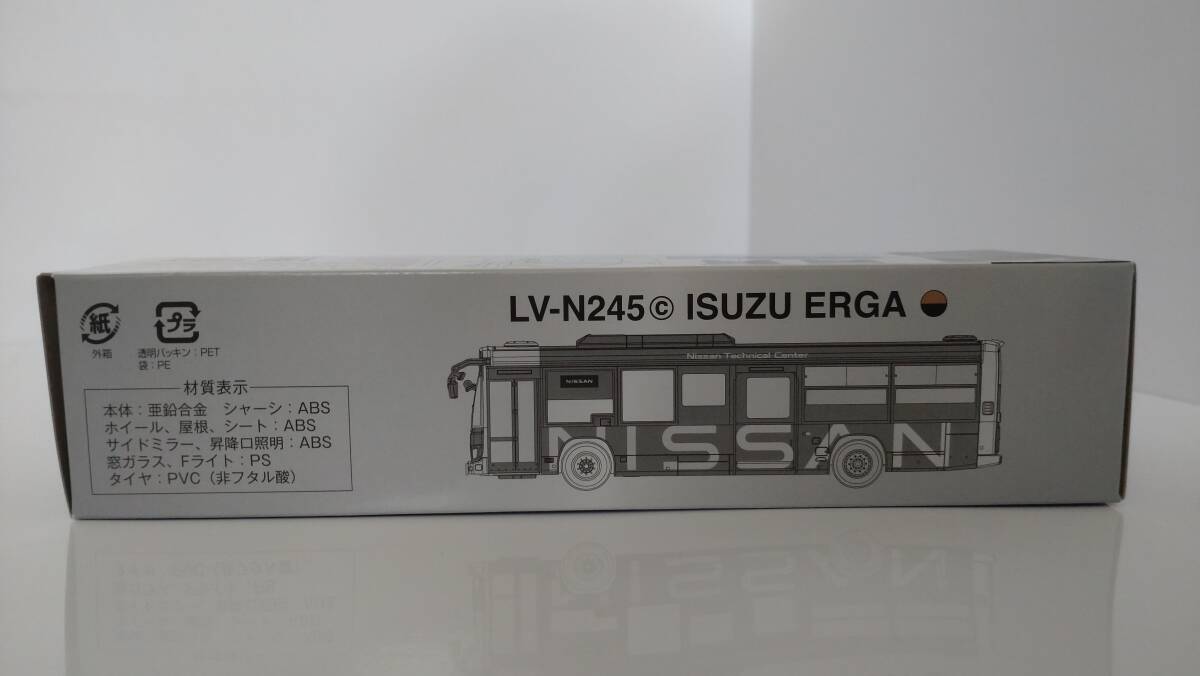 LV-N245 © ISUZU ERGA
紙
外箱
プラ
透明パッキン：PET
袋：PE
材質表示
本体：亜鉛合金　シャーシ：ABS
ホイール、屋根、シート：ABS
サイドミラー、昇降口照明：ABS
窓ガラス、Fライト：PS
タイヤ：PVC（非フタル酸）
Nissan Technical Center
NISSAN
NISSAN